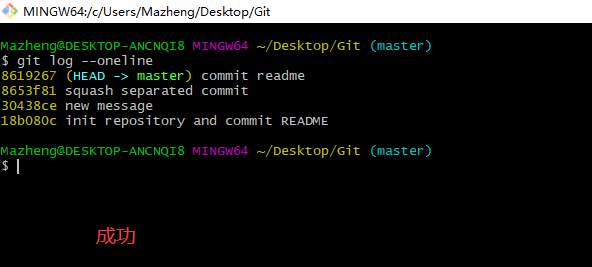 MINGW64:/c/Users/Mazheng/Desktop/Git
Mazheng@DESKTOP-ANCNQI8 MINGW64 ~/Desktop/Git (master)
$ git log --oneline
8619267 (HEAD -> master) commit readme
8653f81 squash separated commit
30438ce new message
18b080c init repository and commit README
Mazheng@DESKTOP-ANCNQI8 MINGW64 ~/Desktop/Git (master)
$
成功